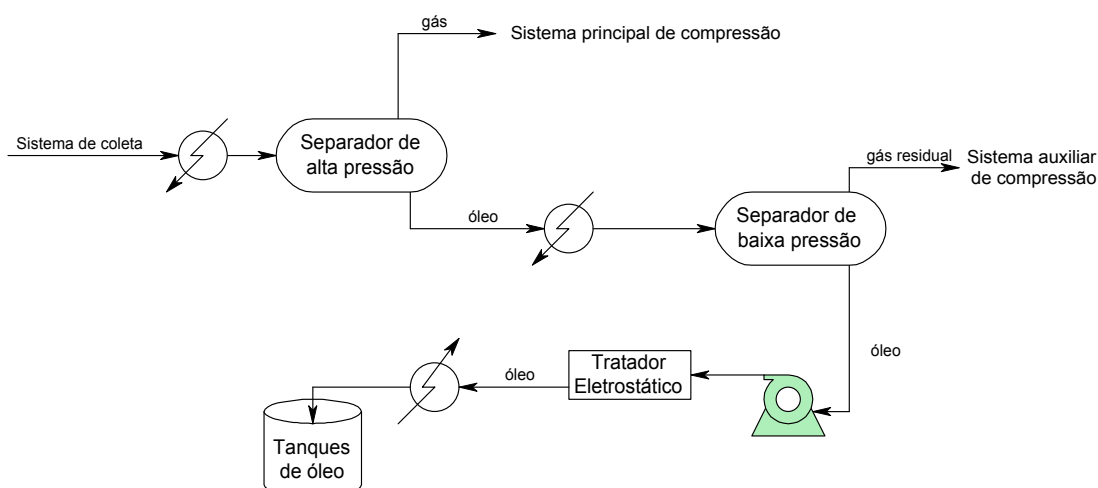 gás
Sistema principal de compressão
Sistema de coleta
Separador de
alta pressão
gás residual
Sistema auxiliar
de compressão
óleo
Separador de
baixa pressão
óleo
Tratador
Eletrostático
óleo
Tanques
de óleo